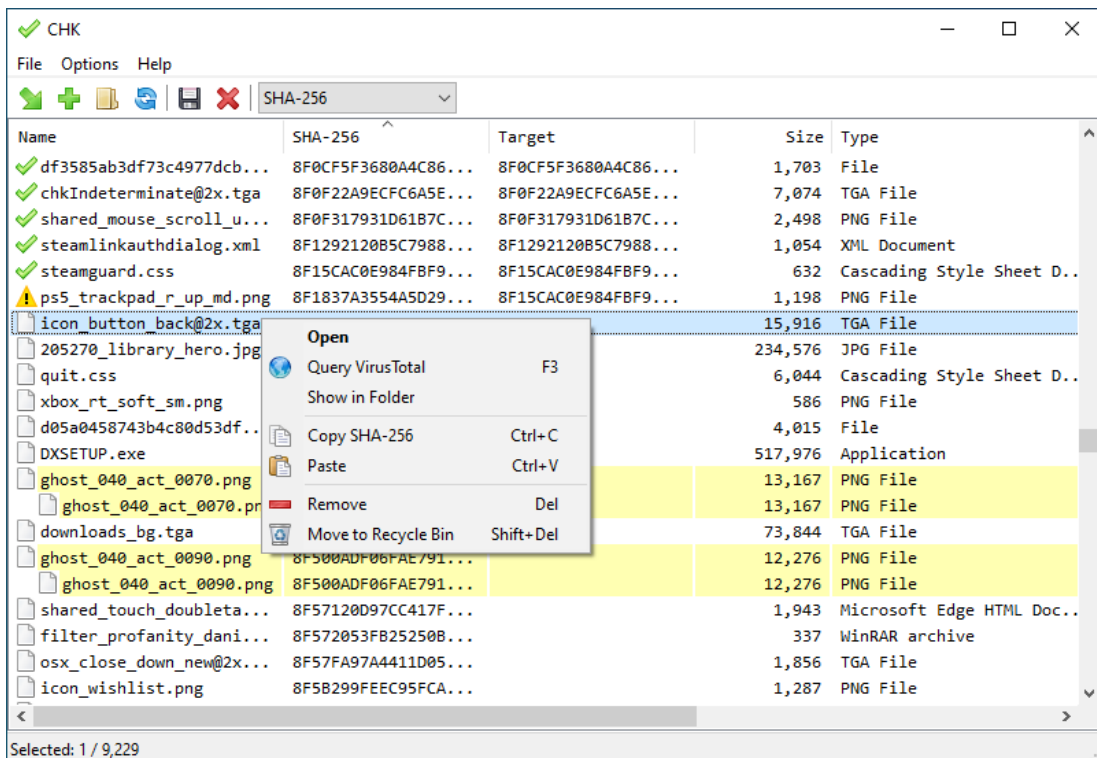 CHK
File Options Help
SHA-256
Name SHA-256 Target Size Type
df3585ab3df73c4977dcb... 8F0CF5F3680A4C86... 8F0CF5F3680A4C86... 1,703 File
chkIndeterminate@2x.tga 8F0F22A9ECFC6A5E... 8F0F22A9ECFC6A5E... 7,074 TGA File
shared_mouse_scroll_u... 8F0F317931D61B7C... 8F0F317931D61B7C... 2,498 PNG File
steamlinkauthdialog.xml 8F1292120B5C7988... 8F1292120B5C7988... 1,054 XML Document
steamguard.css 8F15CAC0E984FBF9... 8F15CAC0E984FBF9... 632 Cascading Style Sheet D..
ps5_trackpad_r_up_md.png 8F1837A3554A5D29... 8F15CAC0E984FBF9... 1,198 PNG File
icon_button_back@2x.tga 15,916 TGA File
205270_library_hero.jpg 234,576 JPG File
quit.css 6,044 Cascading Style Sheet D..
xbox_rt_soft_sm.png 586 PNG File
d05a0458743b4c80d53df.. 4,015 File
DXSETUP.exe 517,976 Application
ghost_040_act_0070.png 13,167 PNG File
ghost_040_act_0070.pn 13,167 PNG File
downloads_bg.tga 73,844 TGA File
ghost_040_act_0090.png 8F500ADF06FAE791... 12,276 PNG File
ghost_040_act_0090.png 8F500ADF06FAE791... 12,276 PNG File
shared_touch_doubleta... 8F57120D97CC417F... 1,943 Microsoft Edge HTML Doc..
filter_profanity_dani... 8F572053FB25250B... 337 WinRAR archive
osx_close_down_new@2x... 8F57FA97A4411D05... 1,856 TGA File
icon_wishlist.png 8F5B299FEEC95FCA... 1,287 PNG File
Open
Query VirusTotal F3
Show in Folder
Copy SHA-256 Ctrl+C
Paste Ctrl+V
Remove Del
Move to Recycle Bin Shift+Del
Selected: 1 / 9,229